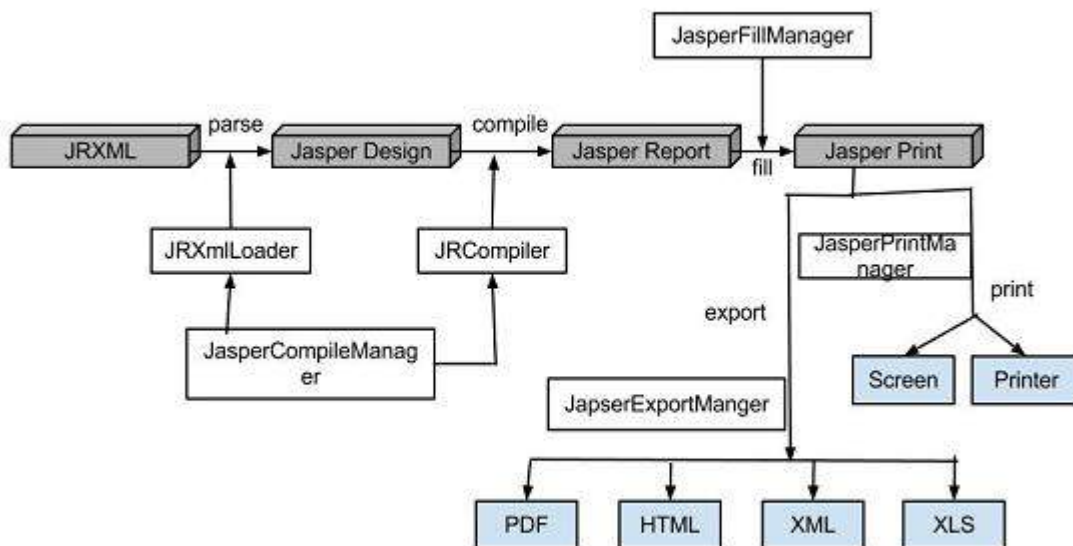 JasperFillManager
parse
compile
JRXML
Jasper Design
Jasper Report
fill
Jasper Print
JRXmlLoader
JRCompiler
JasperPrintMa
nager
export
print
JasperCompileManag
er
Screen
Printer
JapserExportManger
PDF
HTML
XML
XLS